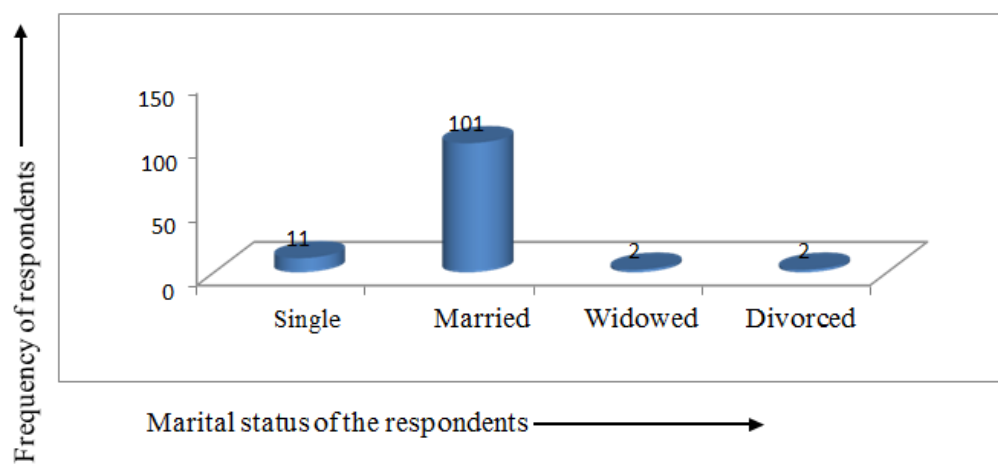 Frequency of respondents
150
100
50
0
11
101
2
2
Single
Married
Widowed
Divorced
Marital status of the respondents